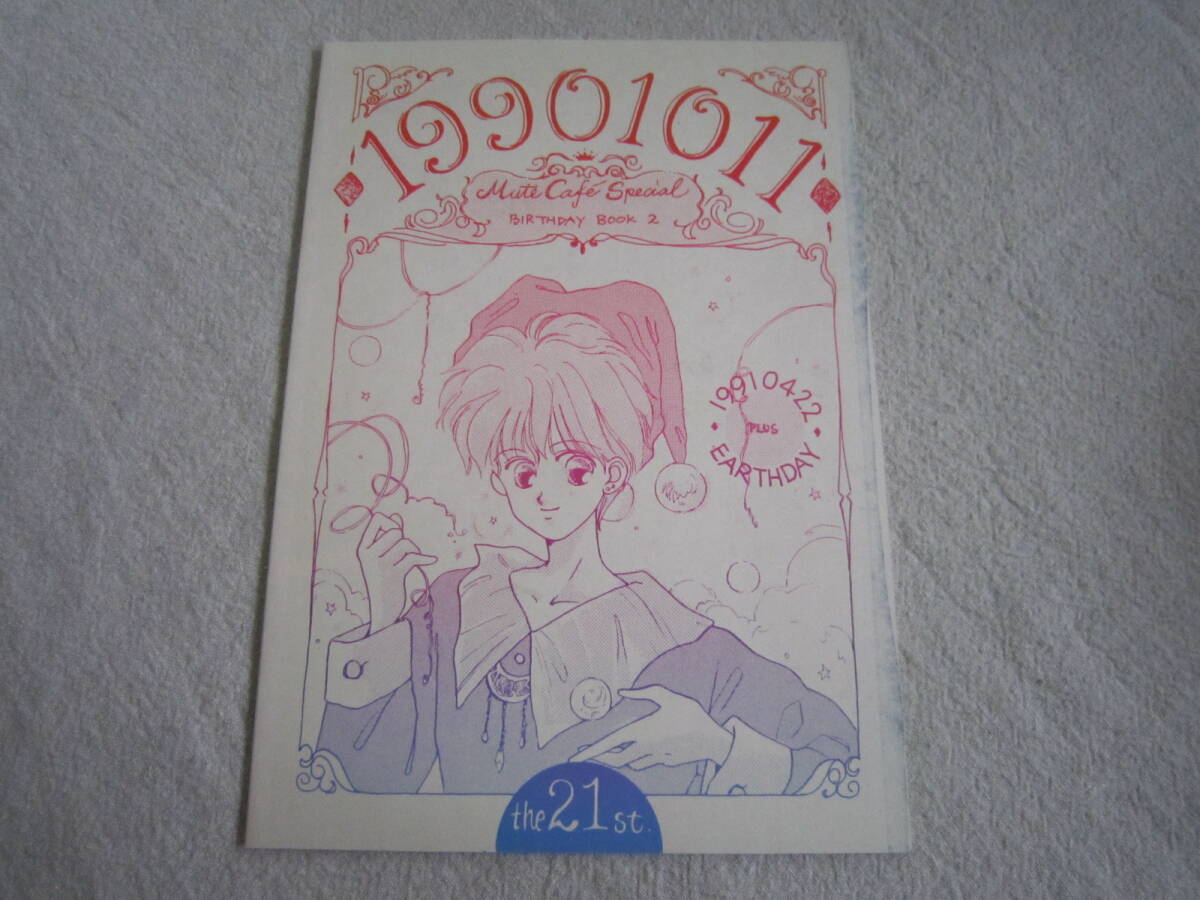 19901011
Mute Café Special
BIRTHDAY BOOK 2
19910422
PLUS
EARTHDAY
the 21st.